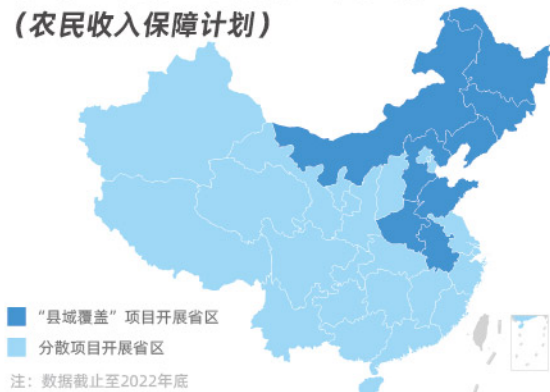 （农民收入保障计划）
“县域覆盖”项目开展省区
分散项目开展省区
注：数据截止至2022年底